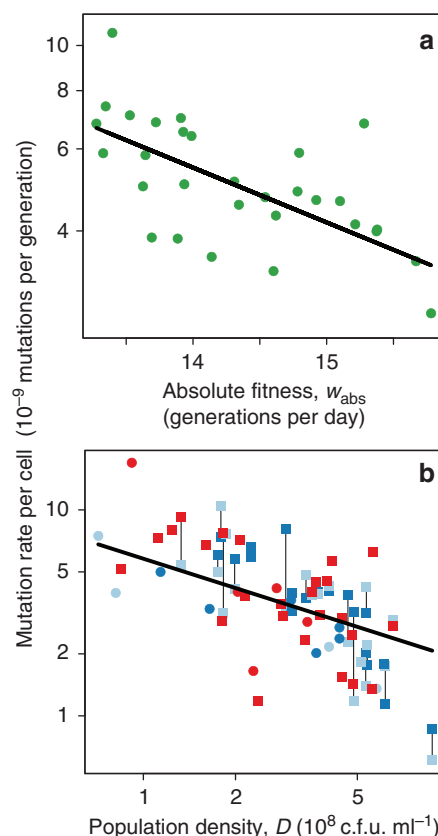 a
10
8
6
4
14
15
Absolute fitness, wabs
(generations per day)
Mutation rate per cell (10⁻⁹ mutations per generation)
b
10
5
2
1
1
2
5
Population density, D (10⁸ c.f.u. ml⁻¹)